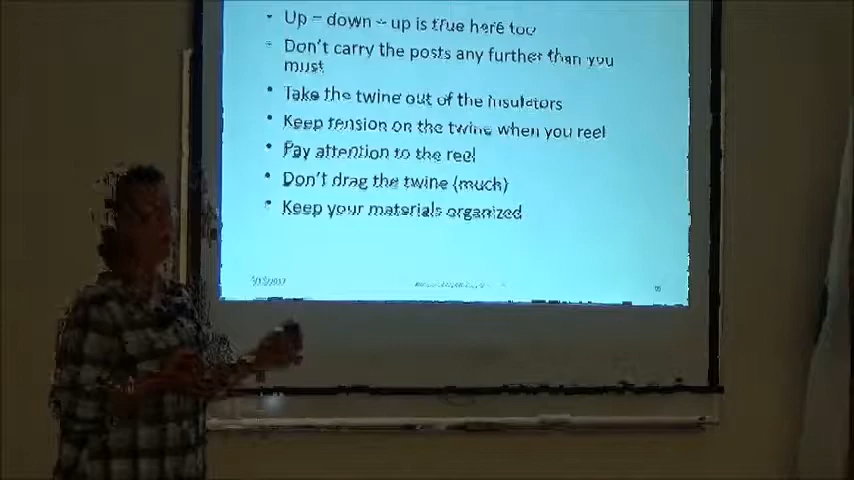 Up – down – up is true here too
Don't carry the posts any further than you
must
Take the twine out of the insulators
Keep tension on the twine when you reel
Pay attention to the reel
Don't drag the twine (much)
Keep your materials organized